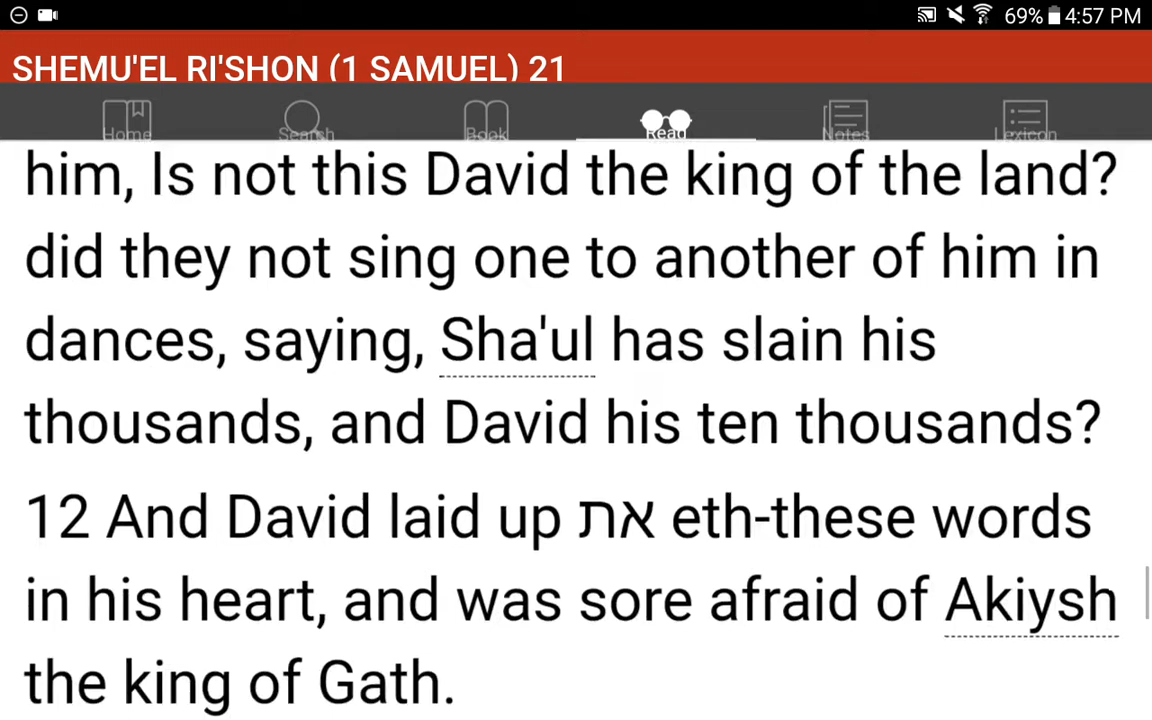 69% 4:57 PM
SHEMU'EL RI'SHON (1 SAMUEL) 21
Home Search Book Read Notes Lexicon
him, Is not this David the king of the land?
did they not sing one to another of him in
dances, saying, Sha'ul has slain his
thousands, and David his ten thousands?
12 And David laid up את eth-these words
in his heart, and was sore afraid of Akiysh
the king of Gath.